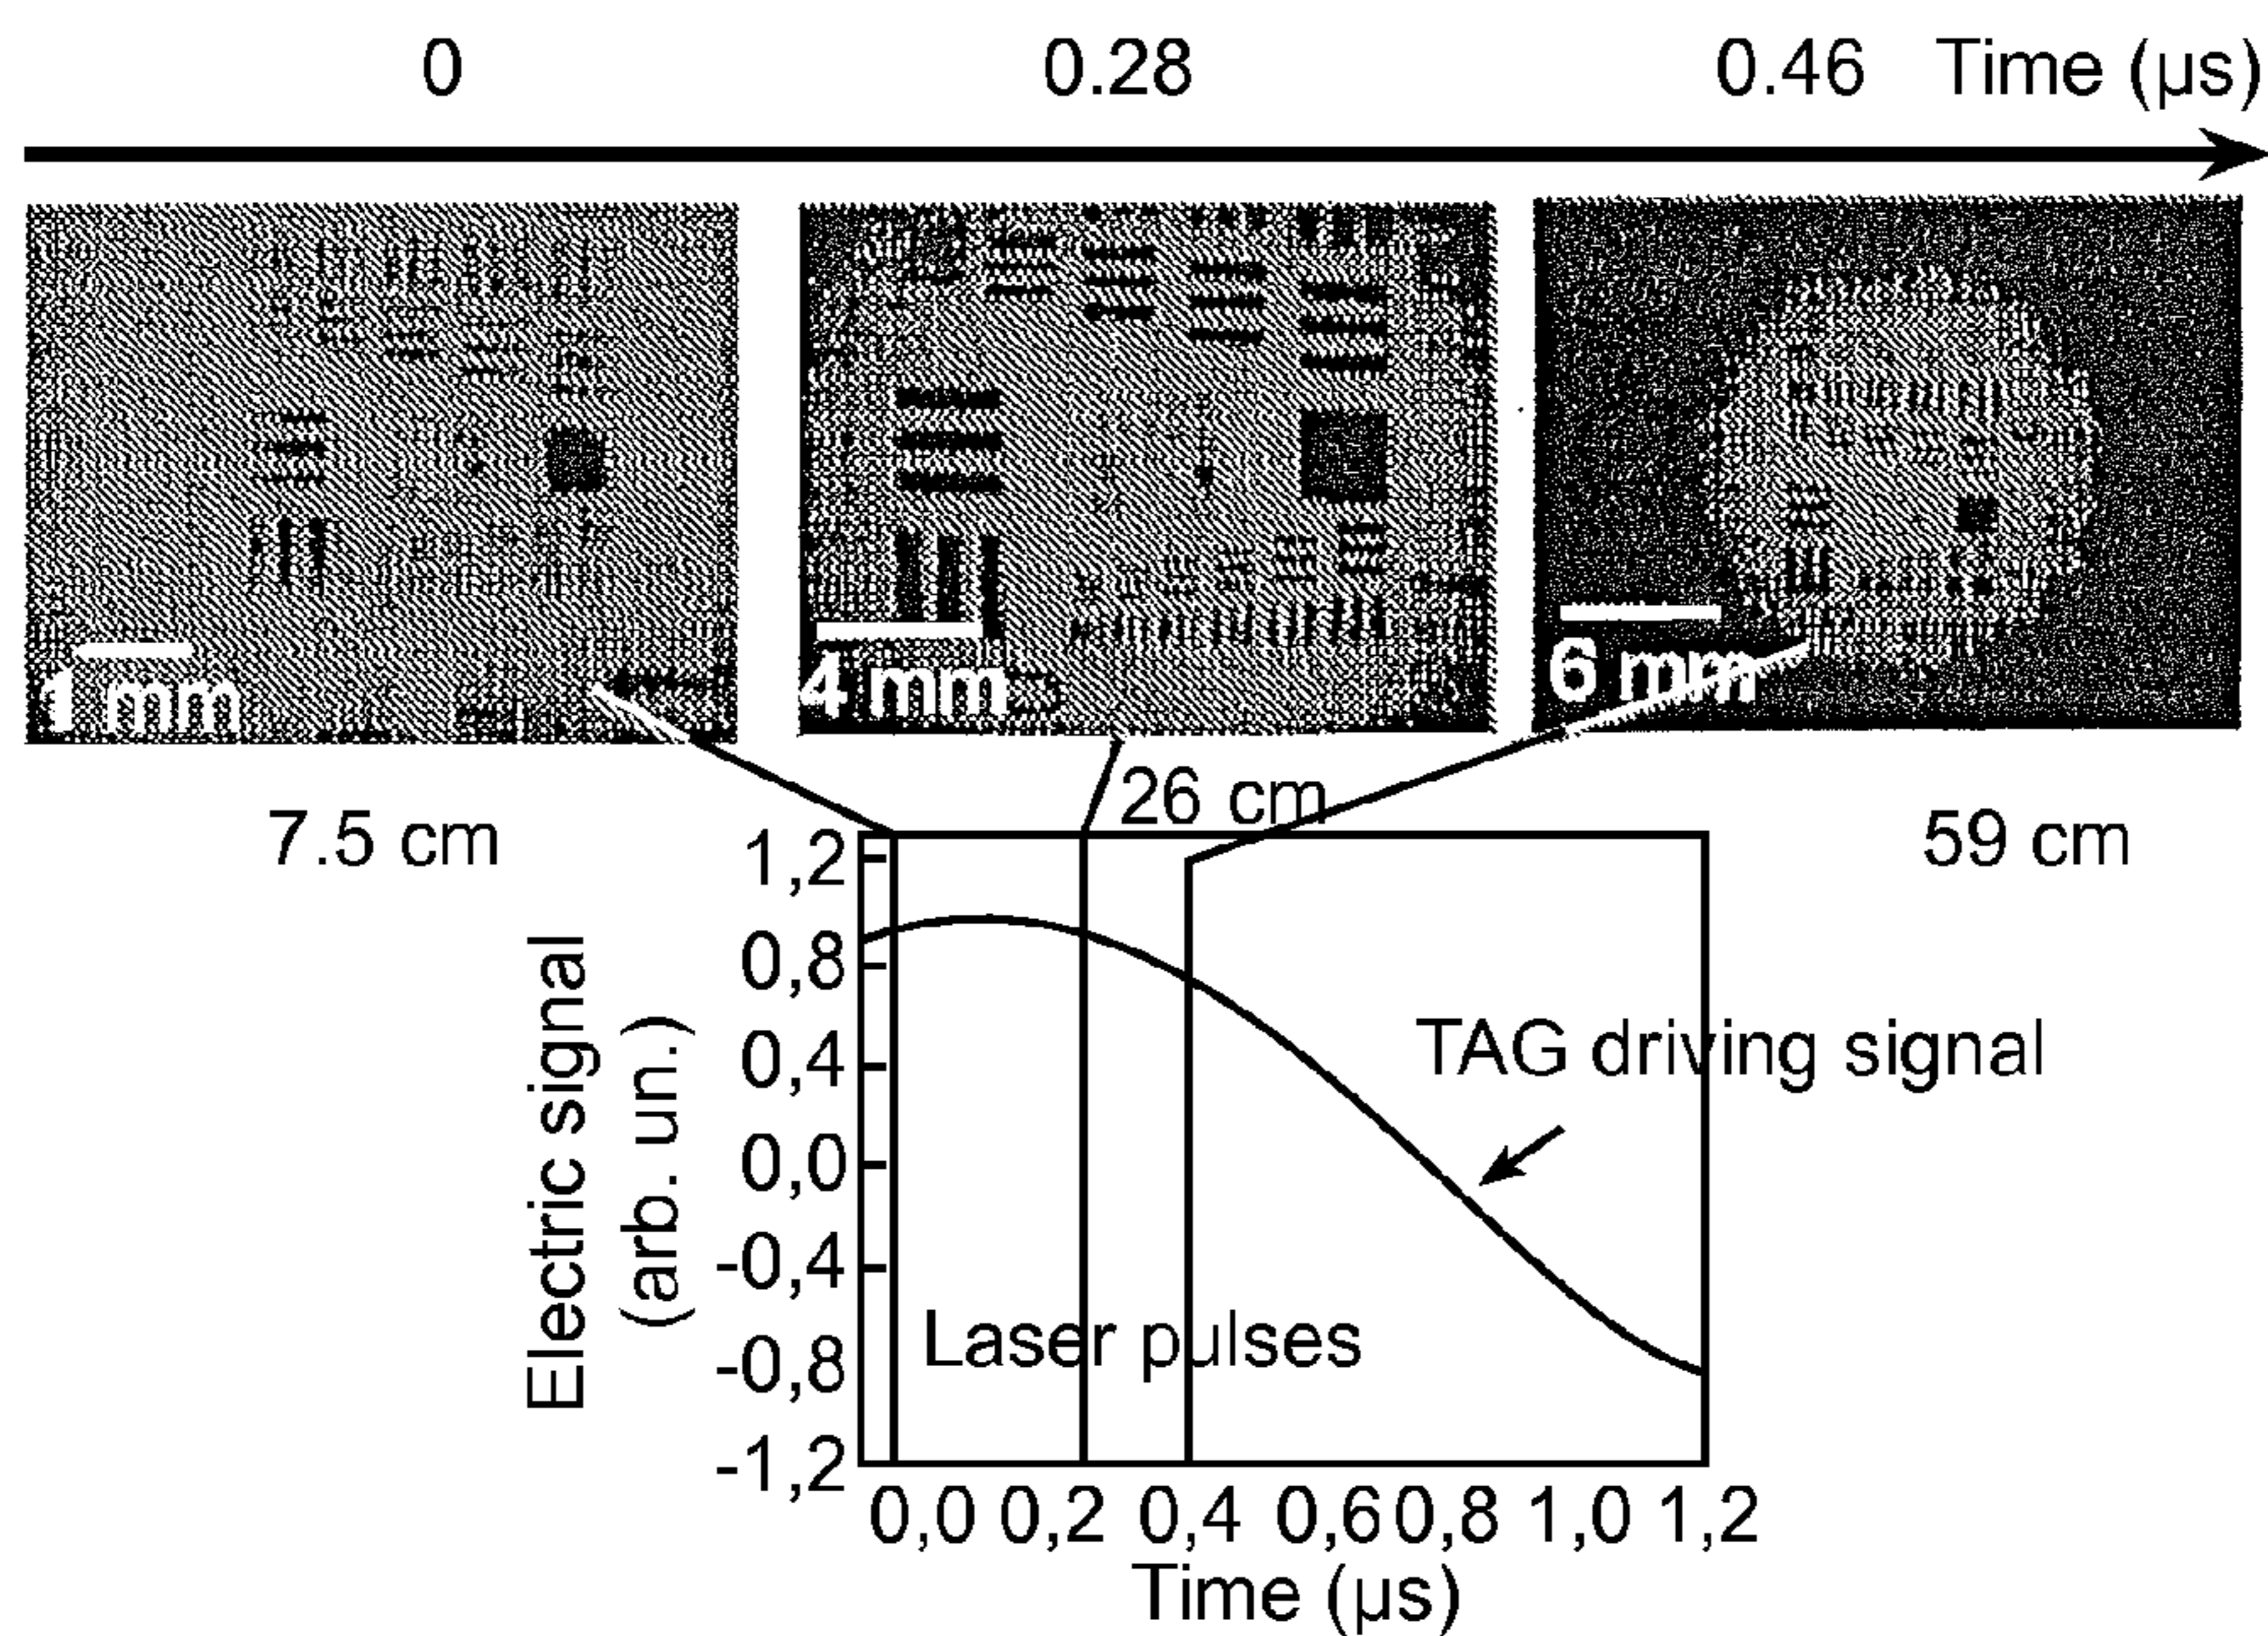 0
0.28
0.46
Time (µs)
1 mm
4 mm
6 mm
7.5 cm
26 cm
59 cm
Electric signal
(arb. un.)
1,2
0,8
0,4
0,0
-0,4
-0,8
-1,2
TAG driving signal
Laser pulses
0,0 0,2 0,4 0,6 0,8 1,0 1,2
Time (µs)